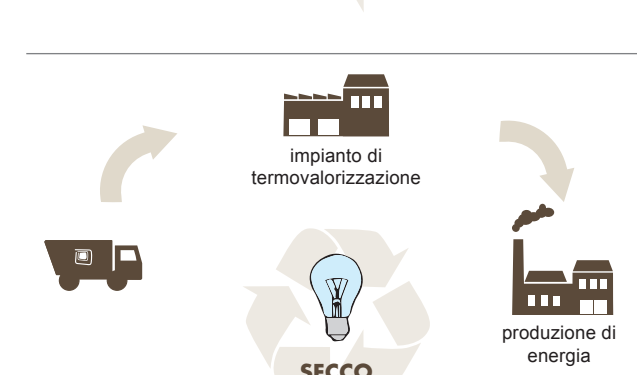 impianto di
termovalorizzazione
produzione di
energia
SECCO